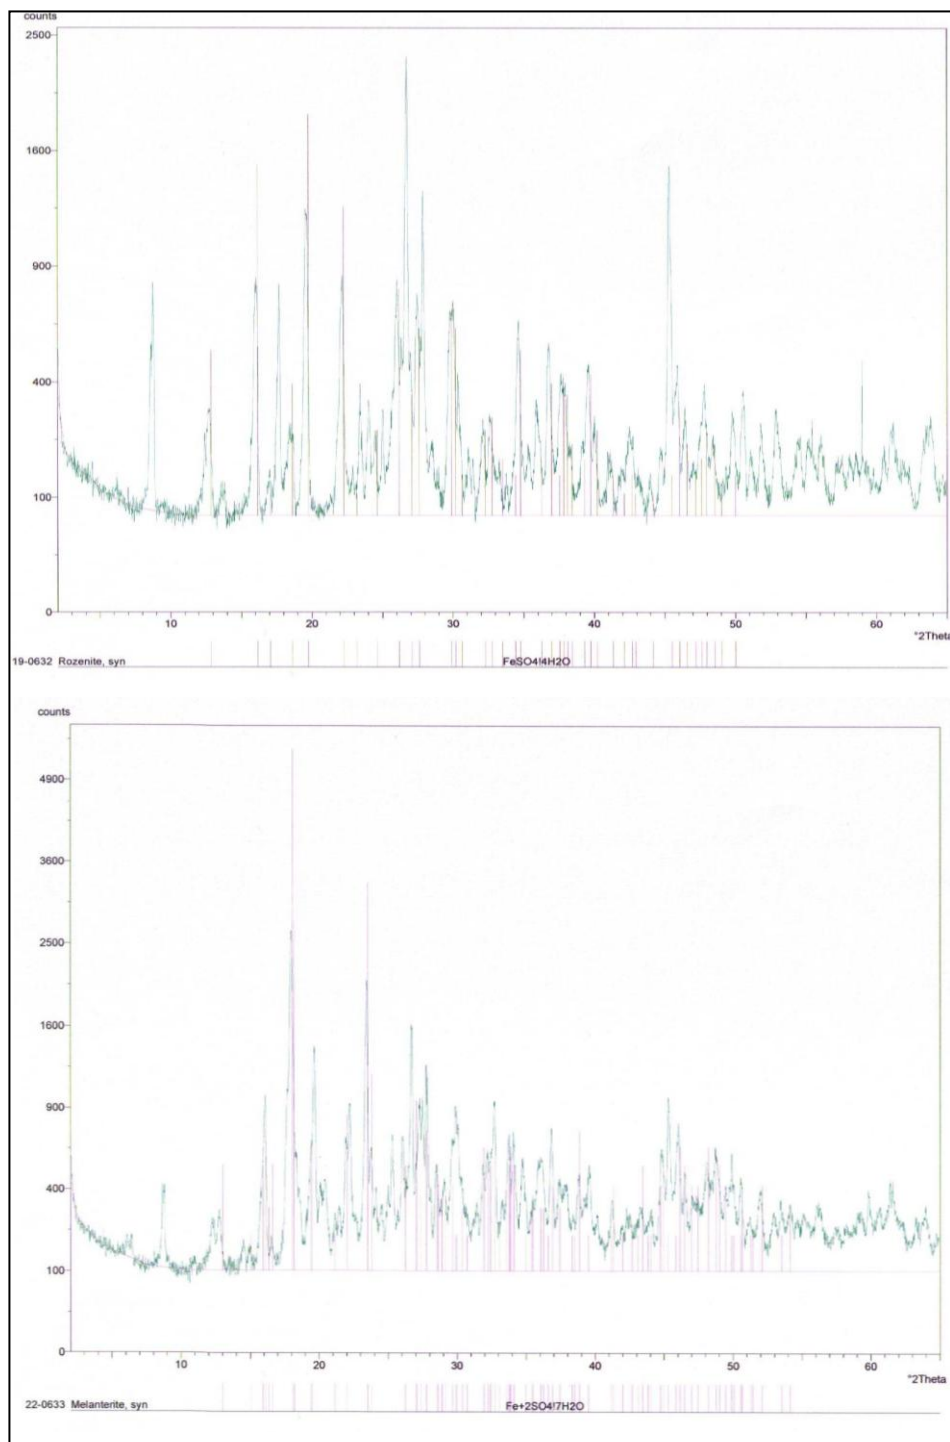 counts
2500
1600
900
400
100
0
10 20 30 40 50 60
°2Theta
19-0632 Rozenite, syn FeSO4!4H2O
counts
4900
3600
2500
1600
900
400
100
0
10 20 30 40 50 60
°2Theta
22-0633 Melanterite, syn Fe+2SO4!7H2O